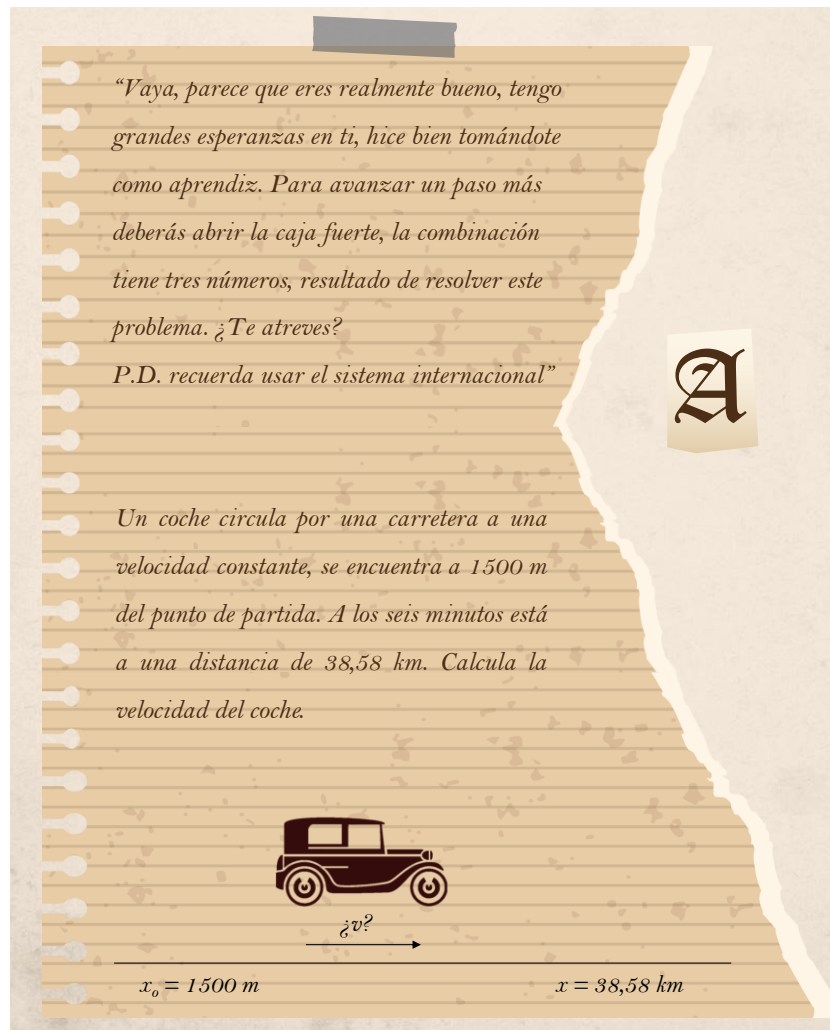 “Vaya, parece que eres realmente bueno, tengo
grandes esperanzas en ti, hice bien tomándote
como aprendiz. Para avanzar un paso más
deberás abrir la caja fuerte, la combinación
tiene tres números, resultado de resolver este
problema. ¿Te atreves?
P.D. recuerda usar el sistema internacional”
A
Un coche circula por una carretera a una
velocidad constante, se encuentra a 1500 m
del punto de partida. A los seis minutos está
a una distancia de 38,58 km. Calcula la
velocidad del coche.
¿v?
x₀ = 1500 m
x = 38,58 km